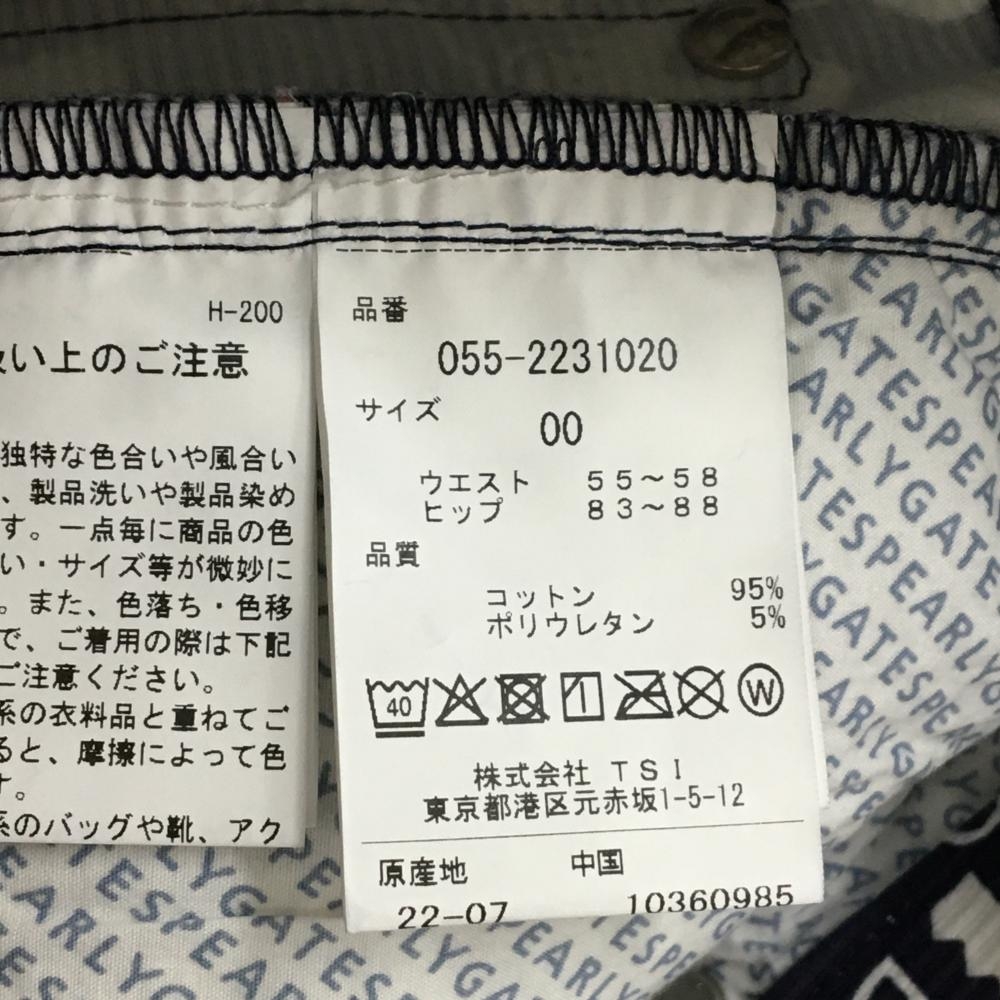 H-200
い上のご注意
独特な色合いや風合い
、製品洗いや製品染め
す。一点毎に商品の色
い・サイズ等が微妙に
。また、色落ち・色移
で、ご着用の際は下記
ご注意ください。
系の衣料品と重ねてご
ると、摩擦によって色
す。
系のバッグや靴、アク
品番
055-2231020
サイズ
00
ウエスト 55～58
ヒップ 83～88
品質
コットン 95%
ポリウレタン 5%
40
W
株式会社 TSI
東京都港区元赤坂1-5-12
原産地 中国
22-07 10360985
PEARLYGATES
PEARLYGATES
PEARLYGATES